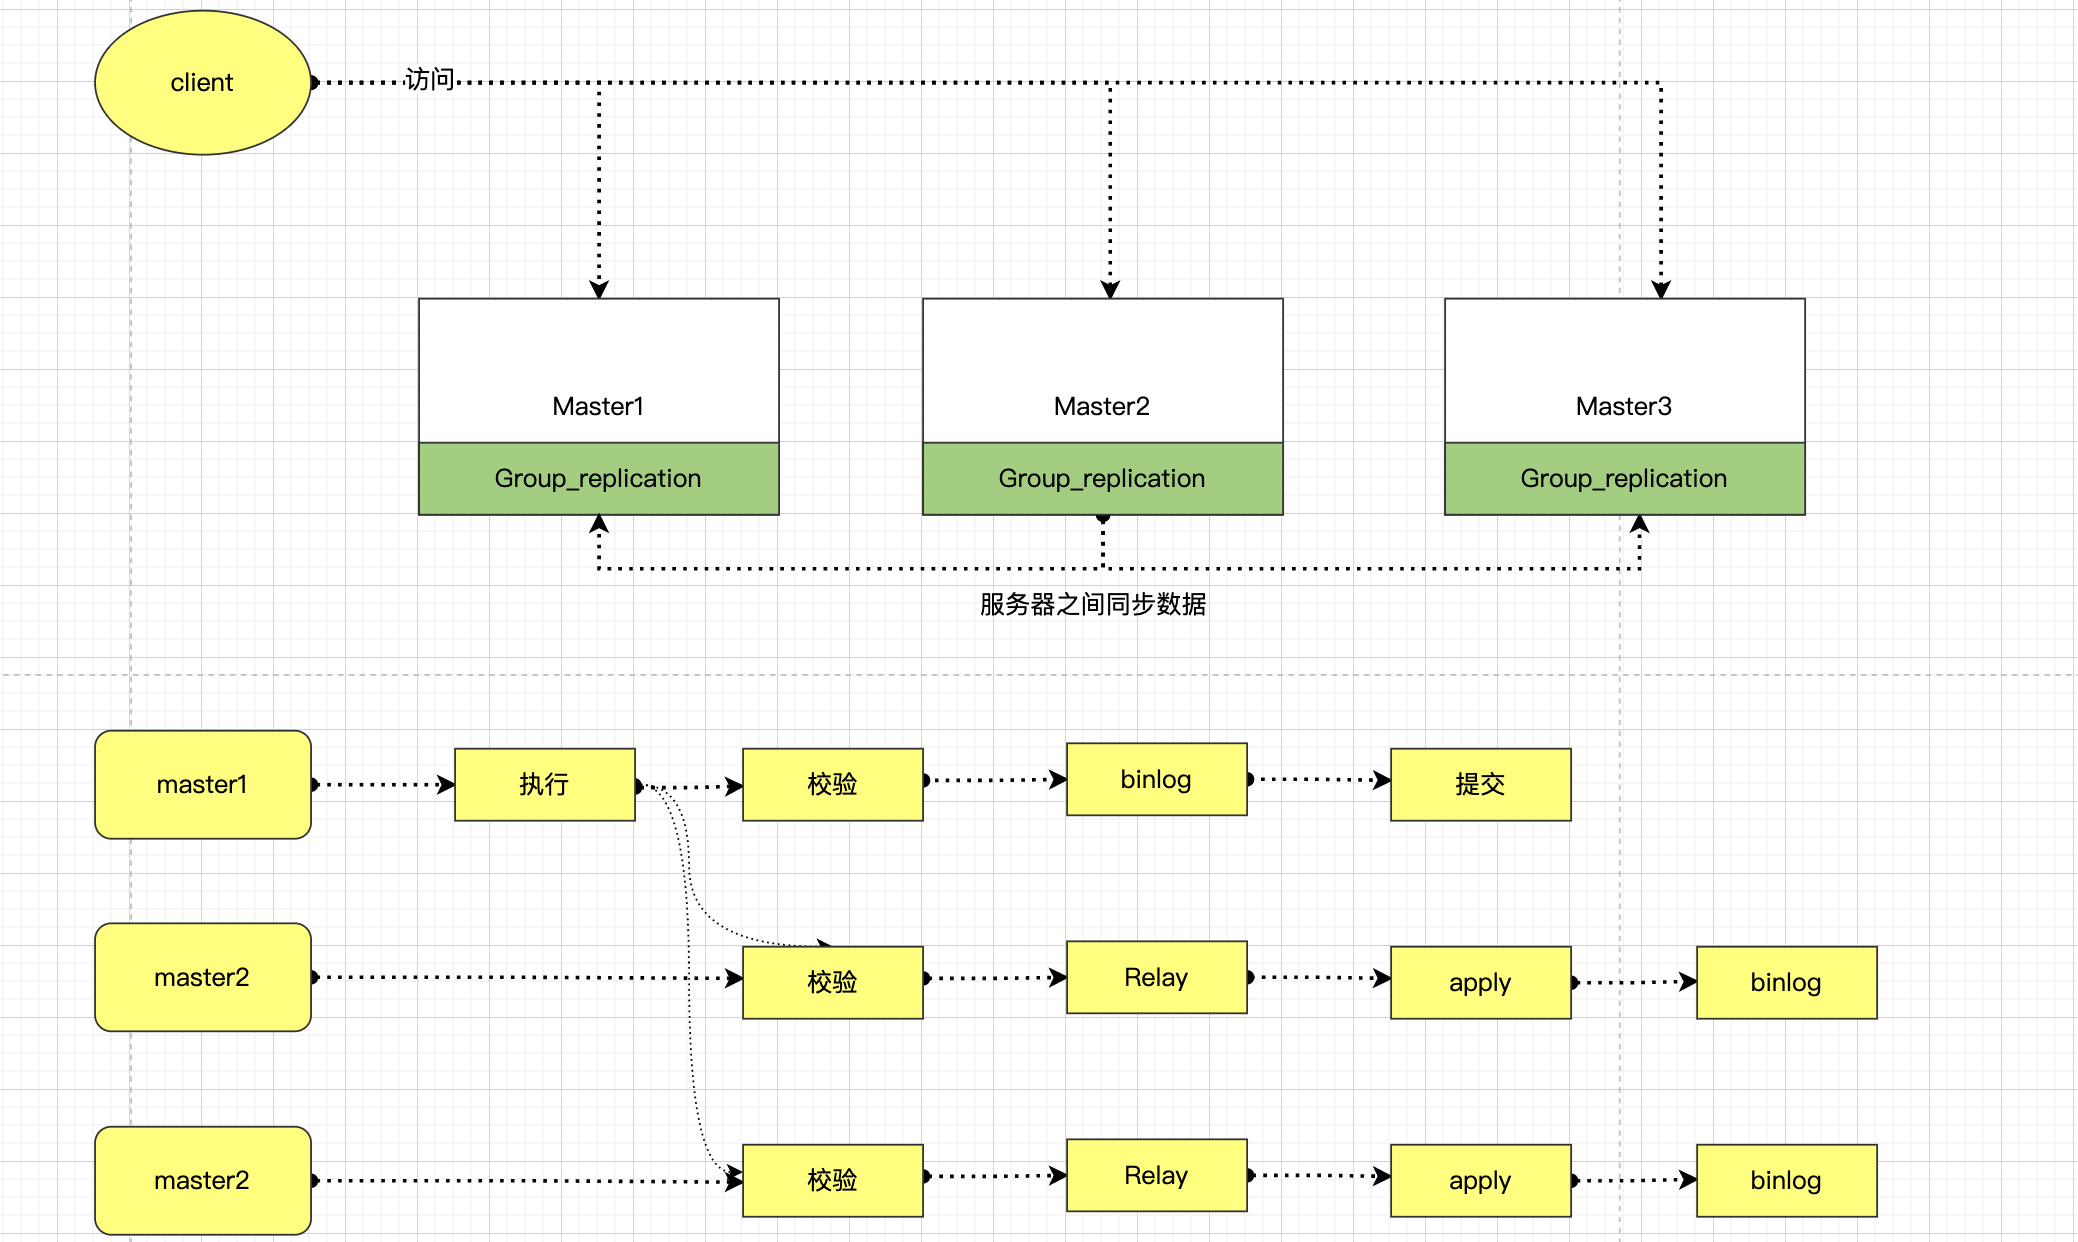 client
访问
Master1
Master2
Master3
Group_replication
Group_replication
Group_replication
服务器之间同步数据
master1
执行
校验
binlog
提交
master2
校验
Relay
apply
binlog
master2
校验
Relay
apply
binlog